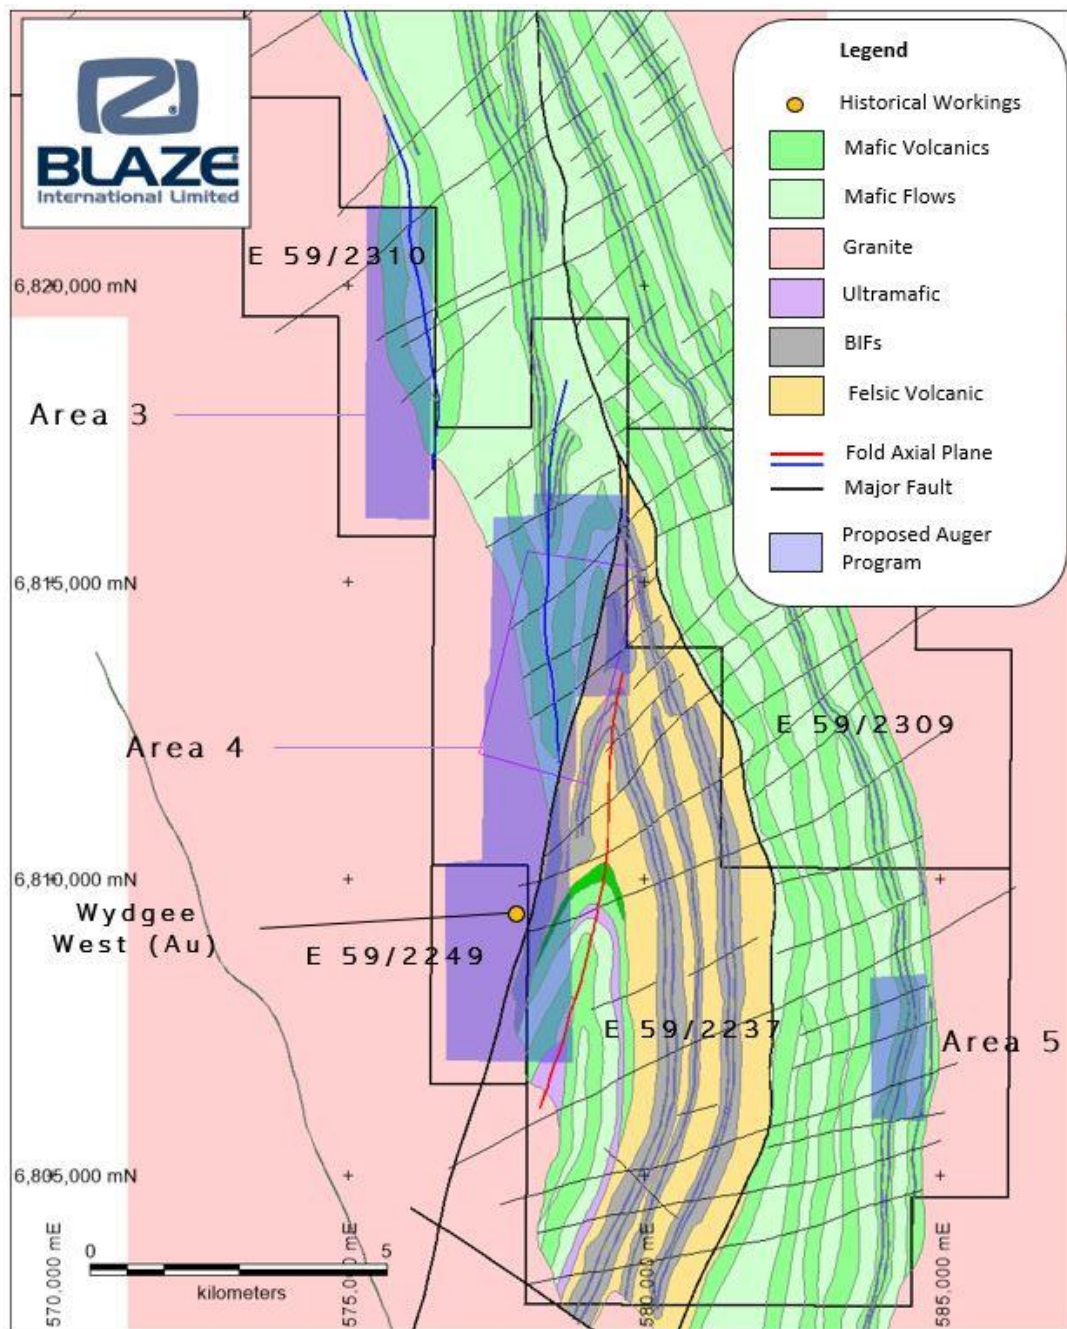 BLAZE
International Limited
Legend
Historical Workings
Mafic Volcanics
Mafic Flows
Granite
Ultramafic
BIFs
Felsic Volcanic
Fold Axial Plane
Major Fault
Proposed Auger
Program
E 59/2310
6,820,000 mN
Area 3
6,815,000 mN
E 59/2309
Area 4
6,810,000 mN
Wydgee
West (Au)
E 59/2249
E 59/2237
Area 5
6,805,000 mN
0
5
kilometers
570,000 mE
575,000 mE
580,000 mE
585,000 mE